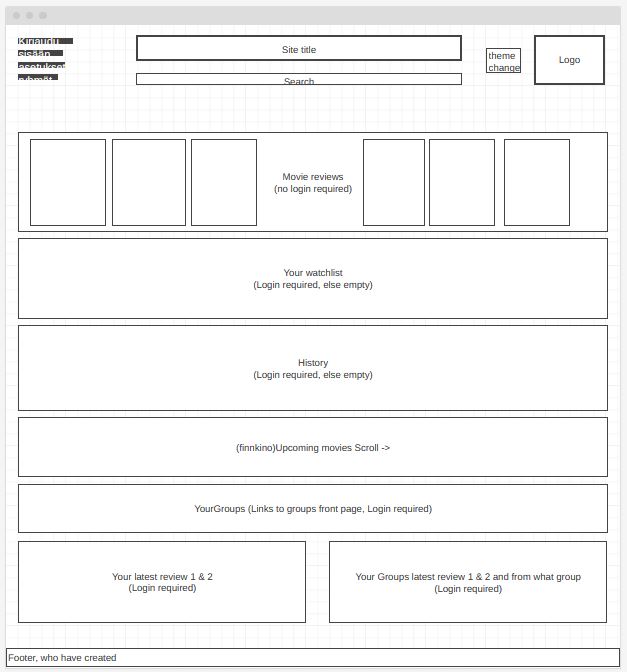 Kirjaudu
sisään
asetukset
ryhmät
Site title
Search
theme
change
Logo
Movie reviews
(no login required)
Your watchlist
(Login required, else empty)
History
(Login required, else empty)
(finnkino)Upcoming movies Scroll ->
YourGroups (Links to groups front page, Login required)
Your latest review 1 & 2
(Login required)
Your Groups latest review 1 & 2 and from what group
(Login required)
Footer, who have created